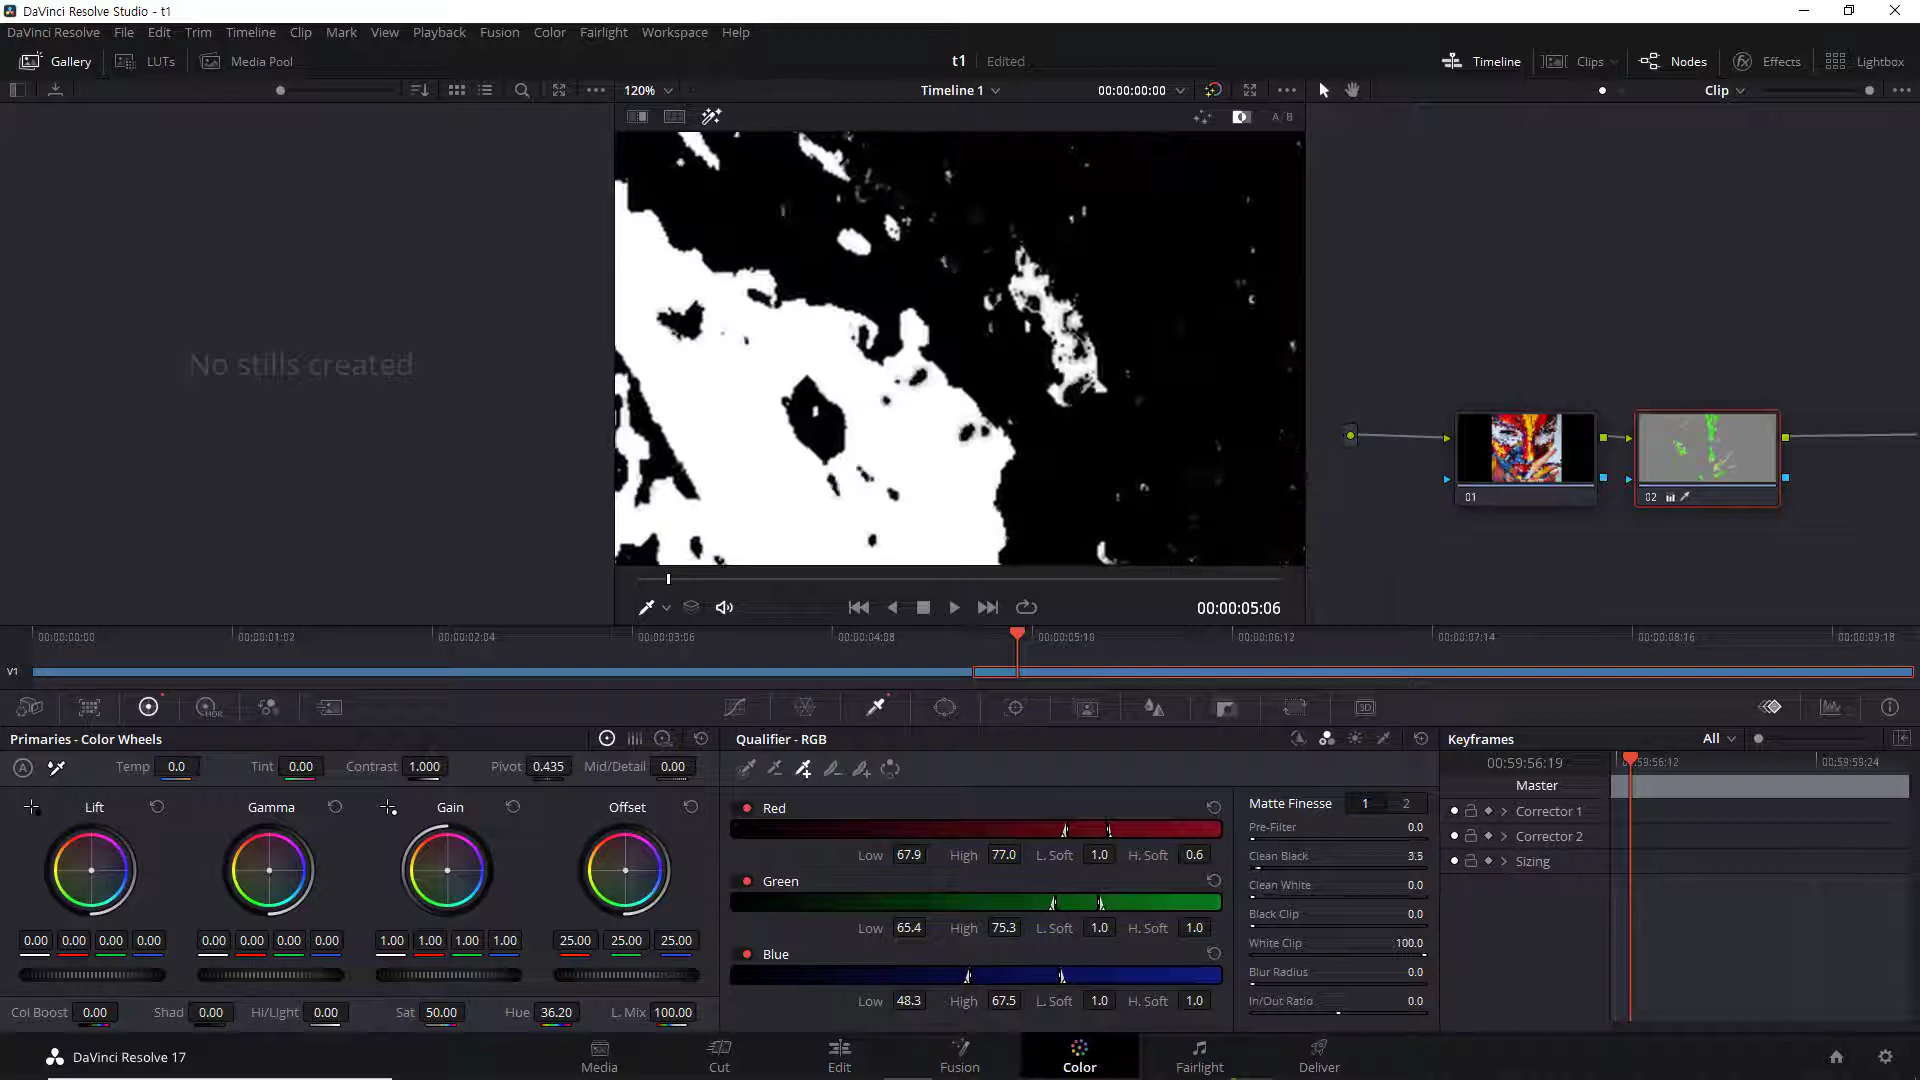 DaVinci Resolve Studio - t1
DaVinci Resolve File Edit Trim Timeline Clip Mark View Playback Fusion Color Fairlight Workspace Help
Gallery LUTs Media Pool t1 Edited Timeline Clips Nodes fx Effects Lightbox
120% Timeline 1 00:00:00:00 Clip
A/B
No stills created
01 02
00:00:05:06
00:00:00:00 00:00:01:02 00:00:02:04 00:00:03:06 00:00:04:08 00:00:05:10 00:00:06:12 00:00:07:14 00:00:08:16 00:00:09:18
V1
HDR 3D
Primaries - Color Wheels Qualifier - RGB Keyframes All
A Temp 0.0 Tint 0.00 Contrast 1.000 Pivot 0.435 Mid/Detail 0.00
00:59:56:19 00:59:56:12 00:59:59:24
Master
Lift Gamma Gain Offset
Red
Low 67.9 High 77.0 L. Soft 1.0 H. Soft 0.6
Green
Low 65.4 High 75.3 L. Soft 1.0 H. Soft 1.0
Blue
Low 48.3 High 67.5 L. Soft 1.0 H. Soft 1.0
Matte Finesse 1 2
Pre-Filter 0.0
Clean Black 3.5
Clean White 0.0
Black Clip 0.0
White Clip 100.0
Blur Radius 0.0
In/Out Ratio 0.0
Corrector 1
Corrector 2
Sizing
0.00 0.00 0.00 0.00 0.00 0.00 0.00 0.00 1.00 1.00 1.00 1.00 25.00 25.00 25.00
Col Boost 0.00 Shad 0.00 Hi/Light 0.00 Sat 50.00 Hue 36.20 L. Mix 100.00
DaVinci Resolve 17
Media Cut Edit Fusion Color Fairlight Deliver